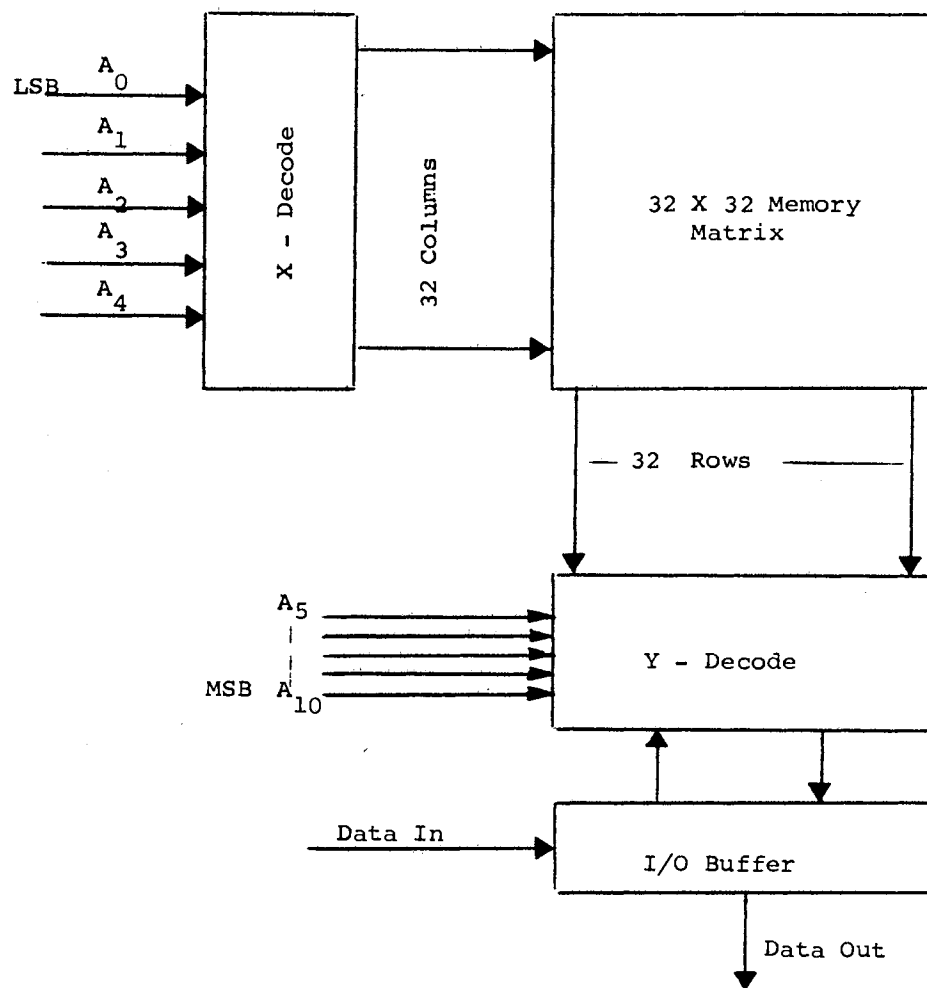 LSB A0
A1
A2
A3
A4
X - Decode
32 Columns
32 X 32 Memory
Matrix
32 Rows
A5
MSB A10
Y - Decode
Data In
I/O Buffer
Data Out